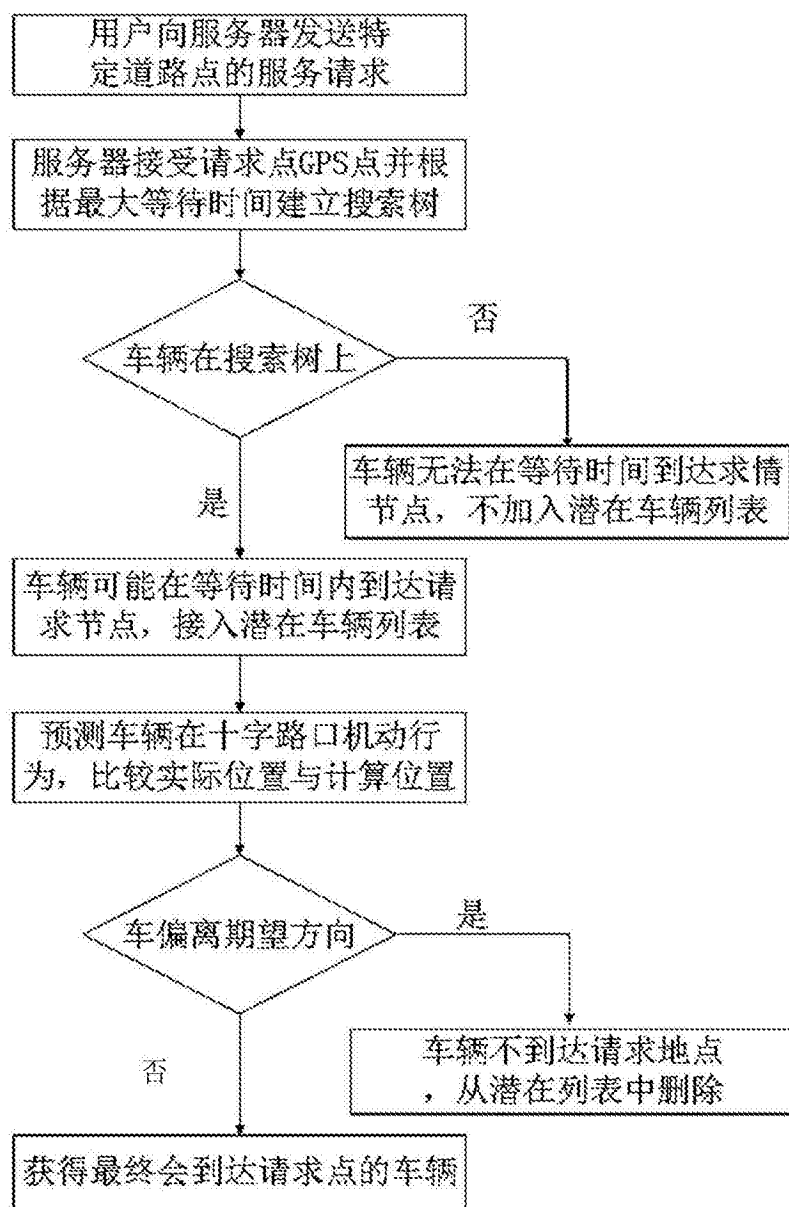 用户向服务器发送特
定道路点的服务请求
服务器接受请求点GPS点并根
据最大等待时间建立搜索树
车辆在搜索树上
否
车辆无法在等待时间到达求情
节点，不加入潜在车辆列表
是
车辆可能在等待时间内到达请
求节点，接入潜在车辆列表
预测车辆在十字路口机动行
为，比较实际位置与计算位置
车偏离期望方向
是
车辆不到达请求地点
，从潜在列表中删除
否
获得最终会到达请求点的车辆